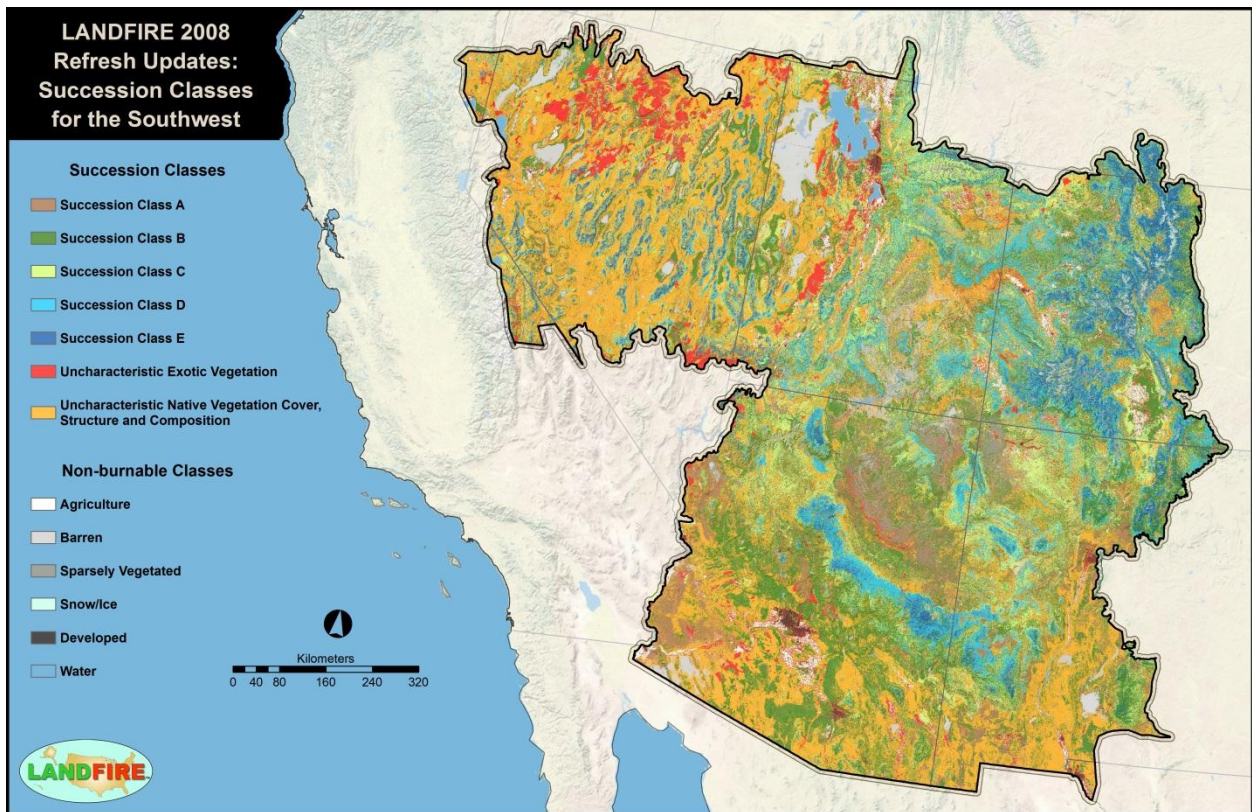 LANDFIRE 2008
Refresh Updates:
Succession Classes
for the Southwest
Succession Classes
Succession Class A
Succession Class B
Succession Class C
Succession Class D
Succession Class E
Uncharacteristic Exotic Vegetation
Uncharacteristic Native Vegetation Cover,
Structure and Composition
Non-burnable Classes
Agriculture
Barren
Sparsely Vegetated
Snow/Ice
Developed
Water
Kilometers
0 40 80 160 240 320
LANDFIRE